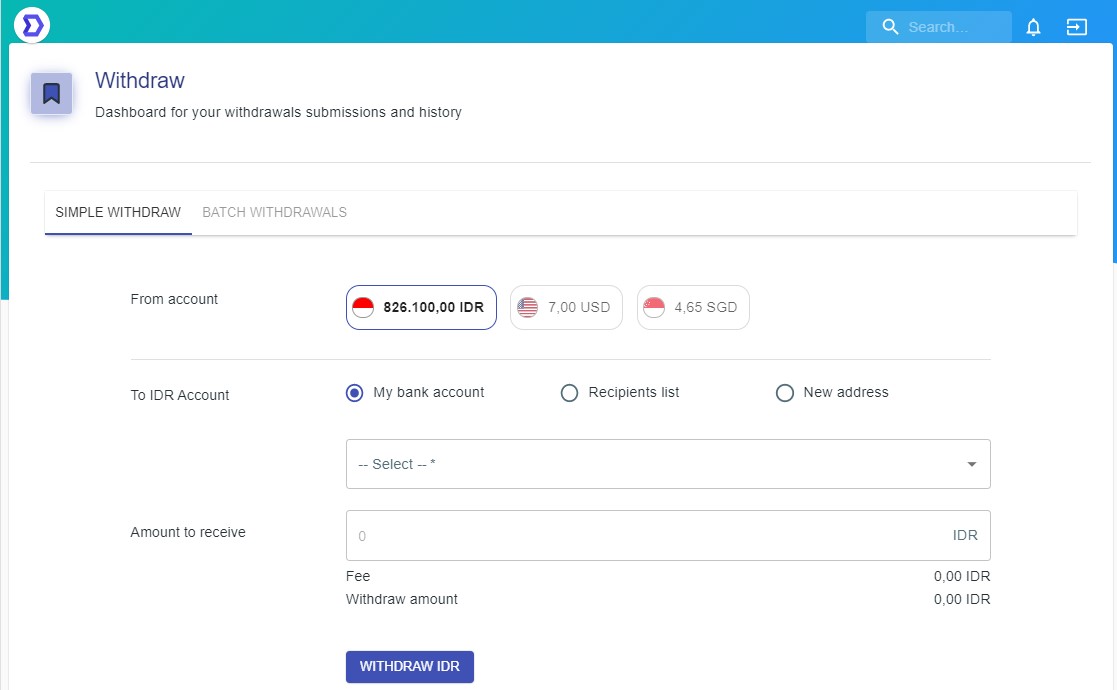 Search...
Withdraw
Dashboard for your withdrawals submissions and history
SIMPLE WITHDRAW BATCH WITHDRAWALS
From account 826.100,00 IDR 7,00 USD 4,65 SGD
To IDR Account My bank account Recipients list New address
-- Select -- *
Amount to receive 0 IDR
Fee 0,00 IDR
Withdraw amount 0,00 IDR
WITHDRAW IDR